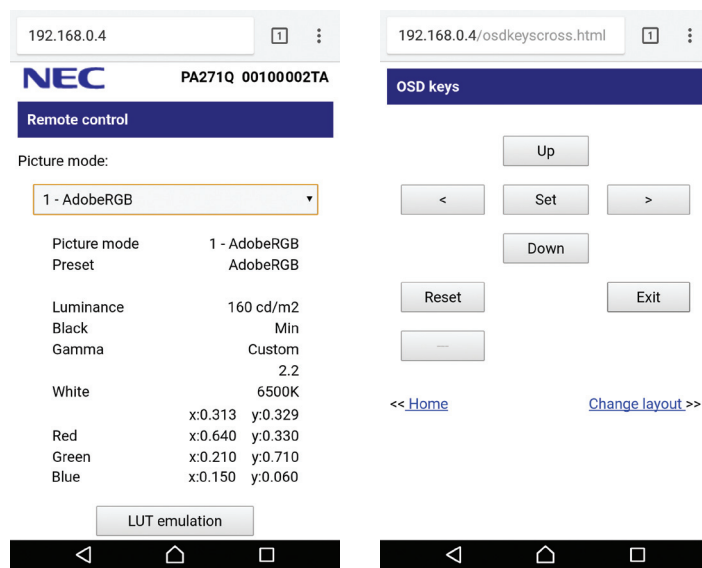 192.168.0.4
1
NEC
PA271Q 00100002TA
Remote control
Picture mode:
1 - AdobeRGB
Picture mode 1 - AdobeRGB
Preset AdobeRGB
Luminance 160 cd/m2
Black Min
Gamma Custom
2.2
White 6500K
x:0.313 y:0.329
Red x:0.640 y:0.330
Green x:0.210 y:0.710
Blue x:0.150 y:0.060
LUT emulation
192.168.0.4/osdkeyscross.html
1
OSD keys
Up
< Set >
Down
Reset Exit
—
<< Home Change layout >>